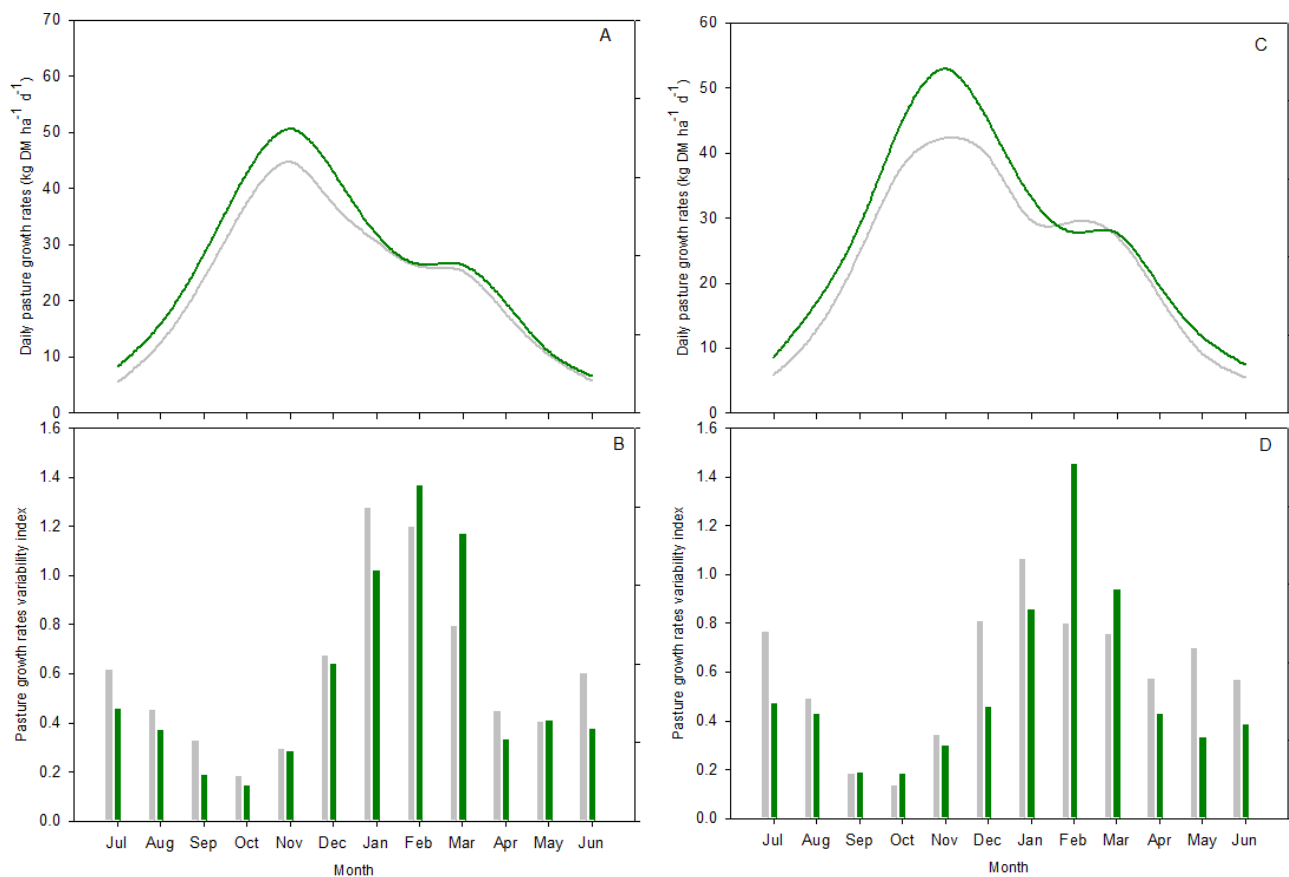 A
Daily pasture growth rates (kg DM ha⁻¹ d⁻¹)
70
60
50
40
30
20
10
0
C
Daily pasture growth rates (kg DM ha⁻¹ d⁻¹)
60
50
40
30
20
10
0
B
Pasture growth rates variability index
1.6
1.4
1.2
1.0
0.8
0.6
0.4
0.2
0.0
Jul Aug Sep Oct Nov Dec Jan Feb Mar Apr May Jun
Month
D
Pasture growth rates variability index
1.6
1.4
1.2
1.0
0.8
0.6
0.4
0.2
0.0
Jul Aug Sep Oct Nov Dec Jan Feb Mar Apr May Jun
Month